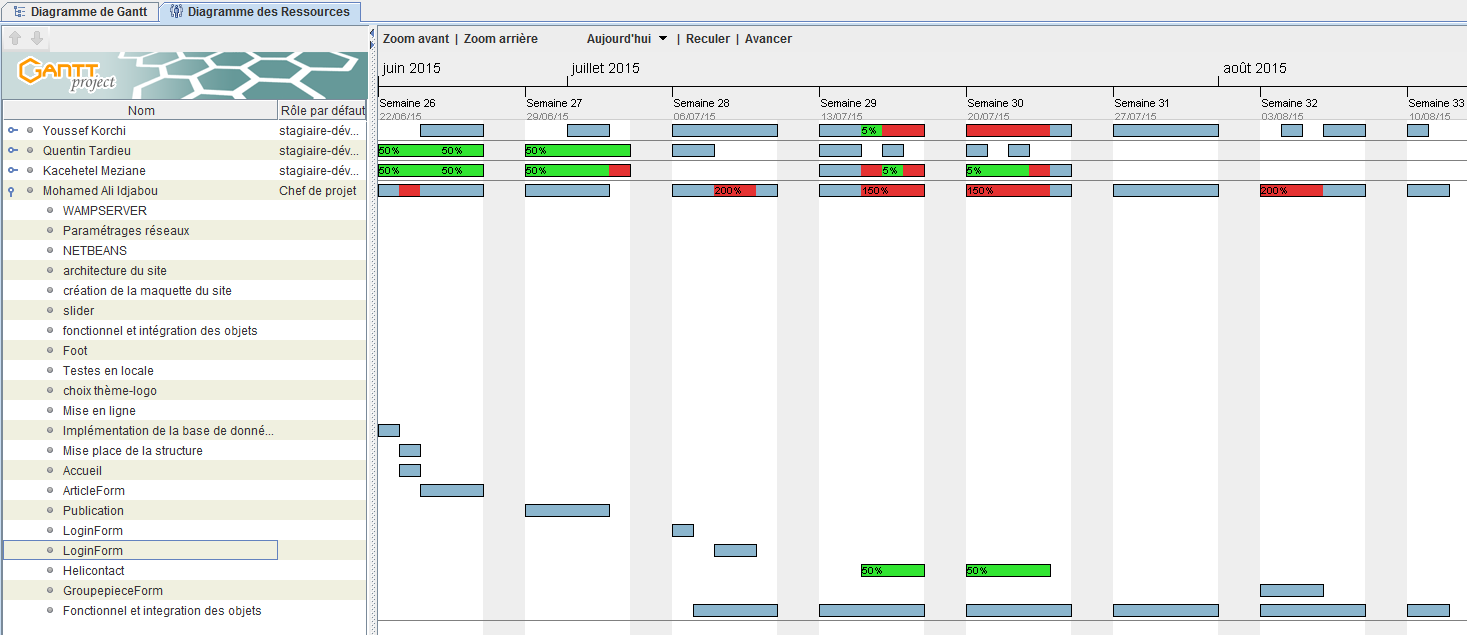 Diagramme de Gantt Diagramme des Ressources
Zoom avant | Zoom arrière Aujourd'hui | Reculer | Avancer
GANTT project
juin 2015 juillet 2015 août 2015
Semaine 26 Semaine 27 Semaine 28 Semaine 29 Semaine 30 Semaine 31 Semaine 32 Semaine 33
Nom Rôle par défaut 22/06/15 29/06/15 06/07/15 13/07/15 20/07/15 27/07/15 03/08/15 10/08/15
Youssef Korchi stagiaire-dév... 5%
Quentin Tardieu stagiaire-dév... 50% 50% 50%
Kacehetel Meziane stagiaire-dév... 50% 50% 50% 5% 5%
Mohamed Ali Idjabou Chef de projet 200% 150% 150% 200%
WAMPSERVER
Paramétrages réseaux
NETBEANS
architecture du site
création de la maquette du site
slider
fonctionnel et intégration des objets
Foot
Testes en locale
choix thème-logo
Mise en ligne
Implémentation de la base de donné...
Mise place de la structure
Accueil
ArticleForm
Publication
LoginForm
LoginForm
Helicontact 50% 50%
GroupepieceForm
Fonctionnel et integration des objets